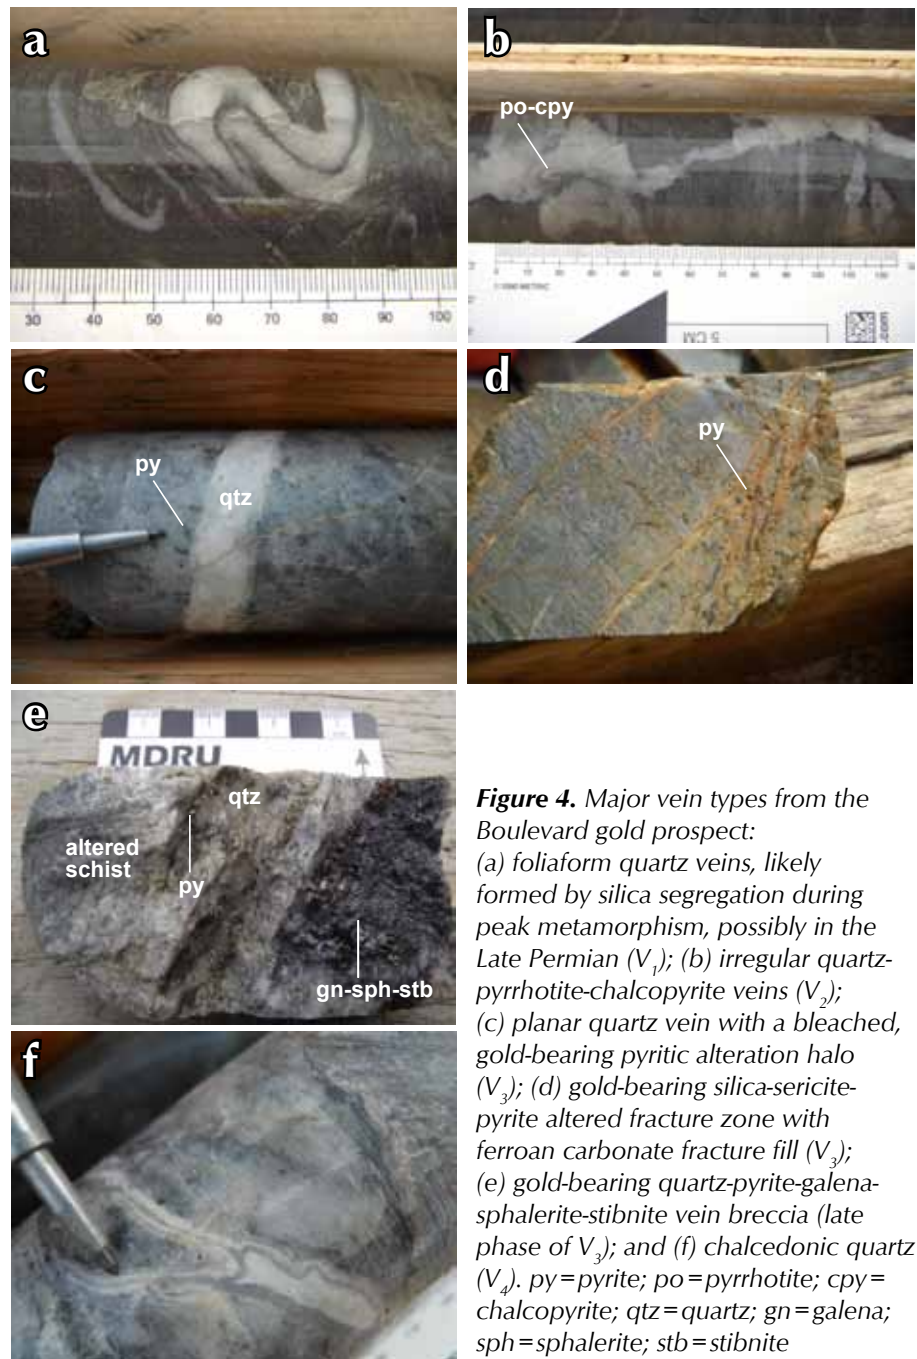 a
30 40 50 60 70 80 90 100
b
po-cpy
5 CM
c
py
qtz
d
py
e
MDRU
qtz
altered
schist
py
gn-sph-stb
f
Figure 4. Major vein types from the
Boulevard gold prospect:
(a) foliaform quartz veins, likely
formed by silica segregation during
peak metamorphism, possibly in the
Late Permian (V₁); (b) irregular quartz-
pyrrhotite-chalcopyrite veins (V₂);
(c) planar quartz vein with a bleached,
gold-bearing pyritic alteration halo
(V₃); (d) gold-bearing silica-sericite-
pyrite altered fracture zone with
ferroan carbonate fracture fill (V₃);
(e) gold-bearing quartz-pyrite-galena-
sphalerite-stibnite vein breccia (late
phase of V₃); and (f) chalcedonic quartz
(V₄). py=pyrite; po=pyrrhotite; cpy=
chalcopyrite; qtz=quartz; gn=galena;
sph=sphalerite; stb=stibnite